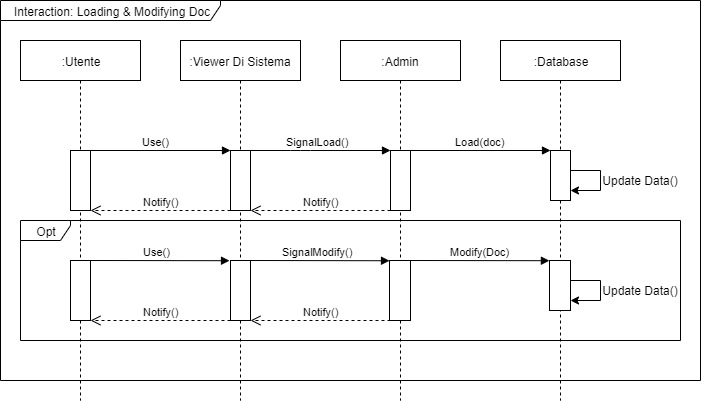 Interaction: Loading & Modifying Doc
:Utente
:Viewer Di Sistema
:Admin
:Database
Use()
SignalLoad()
Load(doc)
Update Data()
Notify()
Notify()
Opt
Use()
SignalModify()
Modify(Doc)
Update Data()
Notify()
Notify()